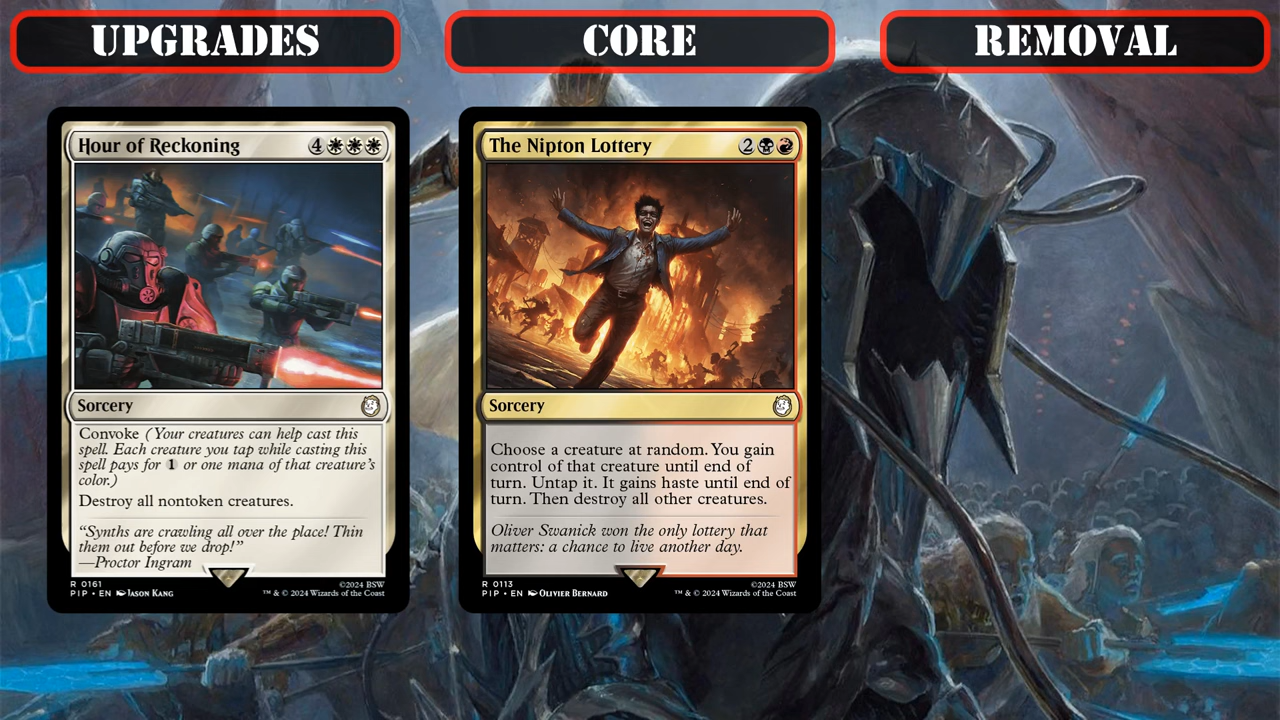 UPGRADES
CORE
REMOVAL
Hour of Reckoning 4
Sorcery
Convoke (Your creatures can help cast this
spell. Each creature you tap while casting this
spell pays for 1 or one mana of that creature's
color.)
Destroy all nontoken creatures.
“Synths are crawling all over the place! Thin
them out before we drop!”
—Proctor Ingram
R 0161
PIP • EN JASON KANG
©2024 BSW
™ & © 2024 Wizards of the Coast
The Nipton Lottery 2
Sorcery
Choose a creature at random. You gain
control of that creature until end of
turn. Untap it. It gains haste until end of
turn. Then destroy all other creatures.
Oliver Swanick won the only lottery that
matters: a chance to live another day.
R 0113
PIP • EN OLIVIER BERNARD
©2024 BSW
™ & © 2024 Wizards of the Coast